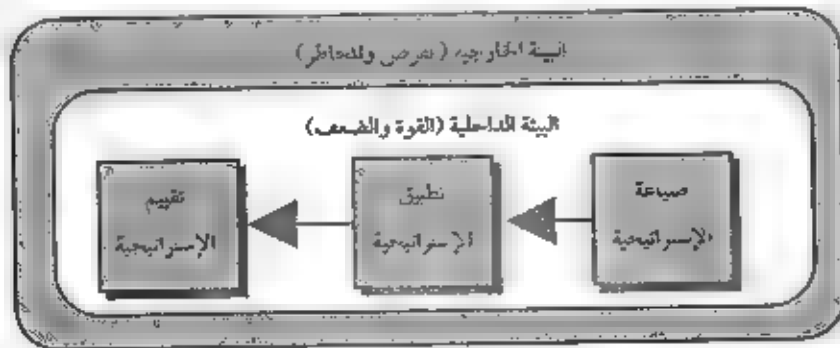 البيئة الخارجية (الفرص والمخاطر)
البيئة الداخلية (القوة والضعف)
صياغة
الإستراتيجية
تطبيق
الإستراتيجية
تقييم
الإستراتيجية